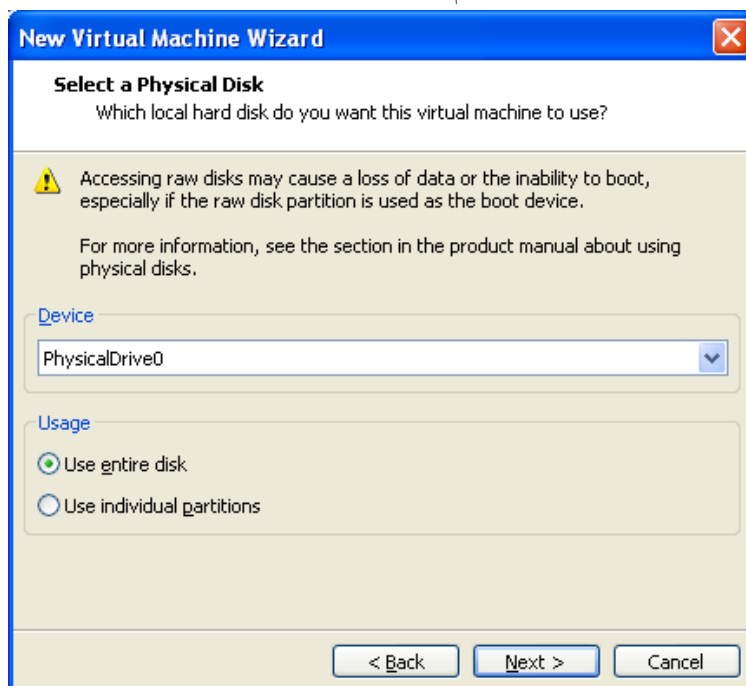 New Virtual Machine Wizard
Select a Physical Disk
Which local hard disk do you want this virtual machine to use?
Accessing raw disks may cause a loss of data or the inability to boot,
especially if the raw disk partition is used as the boot device.
For more information, see the section in the product manual about using
physical disks.
Device
PhysicalDrive0
Usage
Use entire disk
Use individual partitions
< Back
Next >
Cancel